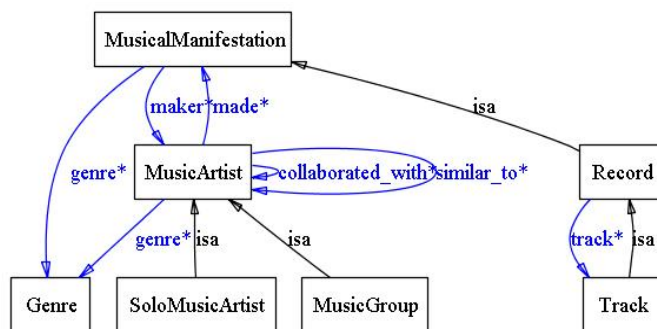 MusicalManifestation
isa
maker*made*
genre*
MusicArtist
collaborated_with*similar_to*
Record
genre*
isa
isa
track*
isa
Genre
SoloMusicArtist
MusicGroup
Track